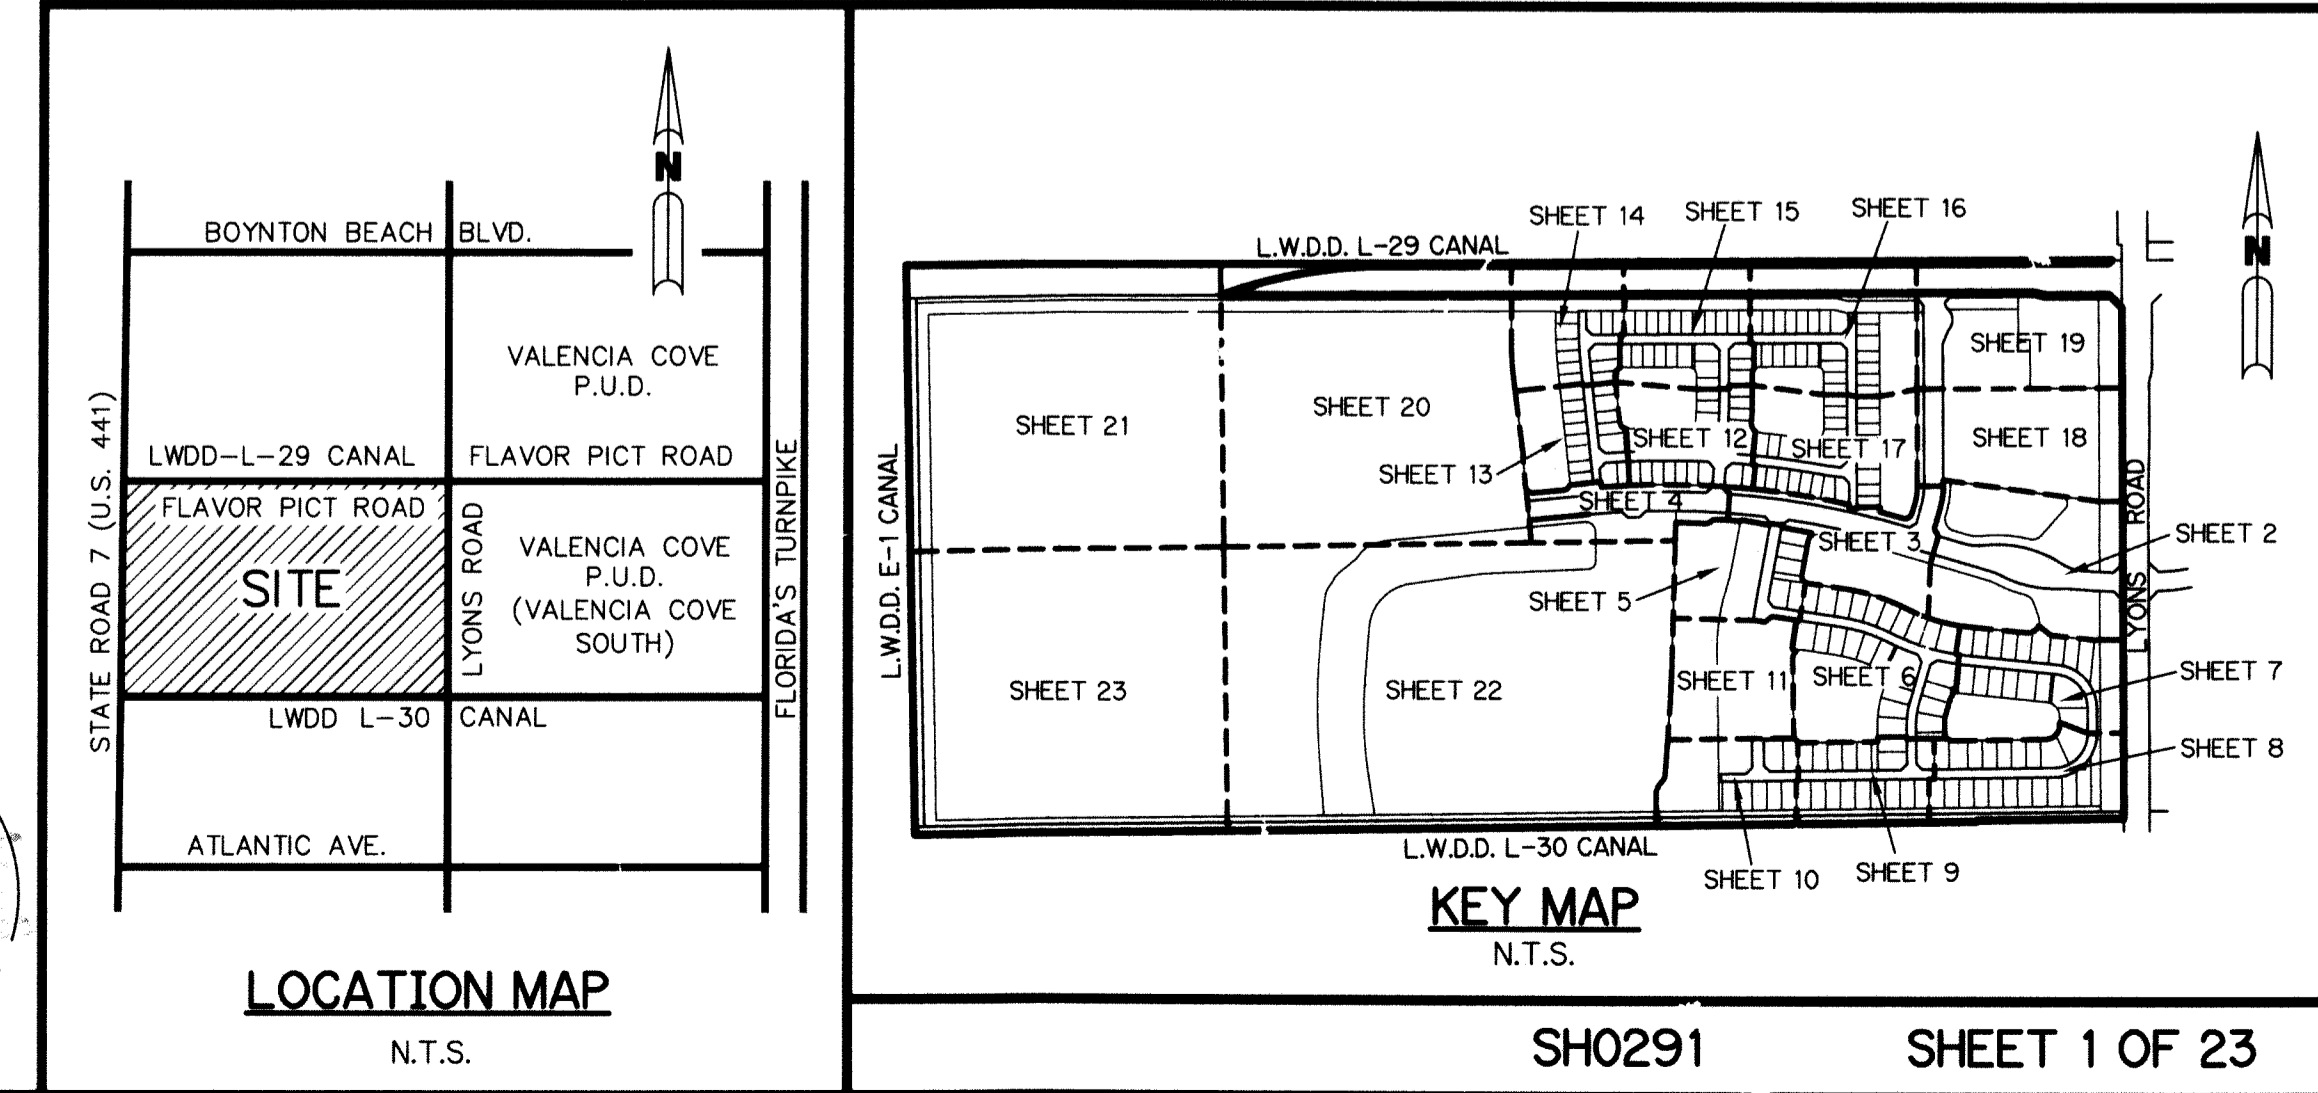 N
BOYNTON BEACH BLVD.
VALENCIA COVE
P.U.D.
STATE ROAD 7 (U.S. 441)
LWDD-L-29 CANAL
FLAVOR PICT ROAD
FLAVOR PICT ROAD
SITE
LYONS ROAD
VALENCIA COVE
P.U.D.
(VALENCIA COVE
SOUTH)
FLORIDA'S TURNPIKE
LWDD L-30 CANAL
ATLANTIC AVE.
LOCATION MAP
N.T.S.
N
SHEET 14
SHEET 15
SHEET 16
L.W.D.D. L-29 CANAL
SHEET 19
SHEET 20
SHEET 21
SHEET 12
SHEET 17
SHEET 18
SHEET 13
SHEET 4
L.W.D.D. E-1 CANAL
LYONS ROAD
SHEET 3
SHEET 2
SHEET 5
SHEET 23
SHEET 22
SHEET 11
SHEET 6
SHEET 7
SHEET 8
L.W.D.D. L-30 CANAL
SHEET 10
SHEET 9
KEY MAP
N.T.S.
SH0291
SHEET 1 OF 23